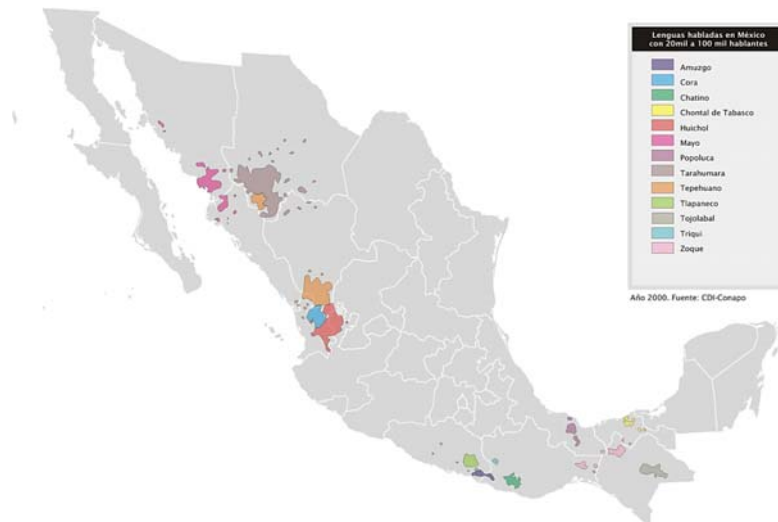 Lenguas habladas en México
con 20mil a 100 mil hablantes
Amuzgo
Cora
Chatino
Chontal de Tabasco
Huichol
Mayo
Popoluca
Tarahumara
Tepehuano
Tlapaneco
Tojolabal
Triqui
Zoque
Año 2000. Fuente: CDI-Conapo